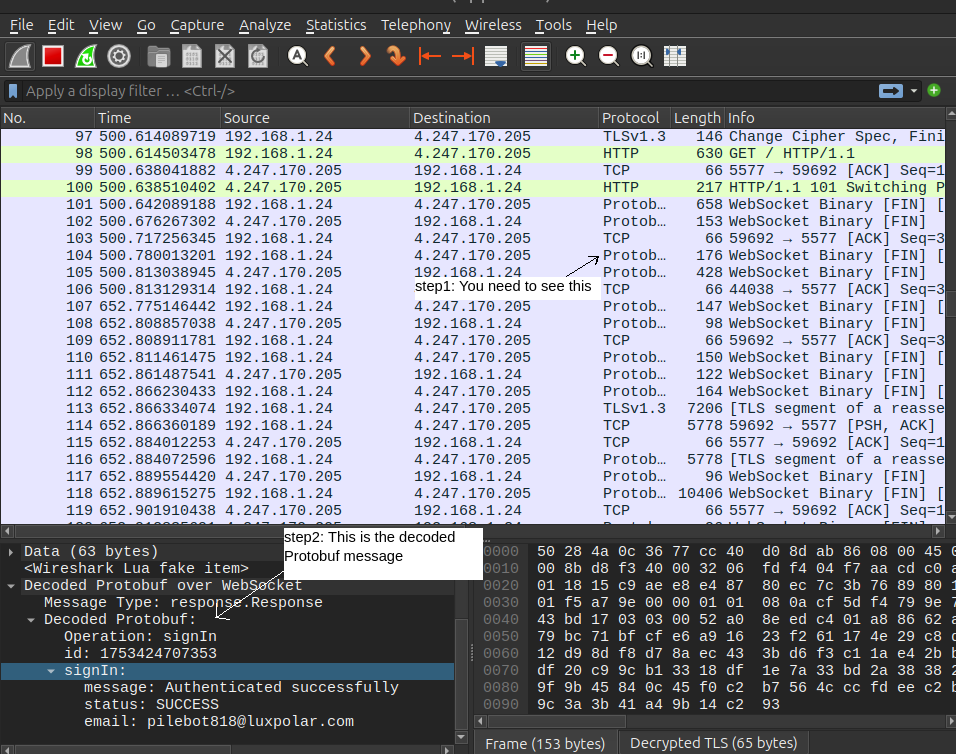 File Edit View Go Capture Analyze Statistics Telephony Wireless Tools Help
Apply a display filter … <Ctrl-/>
No. Time Source Destination Protocol Length Info
97 500.614089719 192.168.1.24 4.247.170.205 TLSv1.3 146 Change Cipher Spec, Fini
98 500.614503478 192.168.1.24 4.247.170.205 HTTP 630 GET / HTTP/1.1
99 500.638041882 4.247.170.205 192.168.1.24 TCP 66 5577 → 59692 [ACK] Seq=1
100 500.638510402 4.247.170.205 192.168.1.24 HTTP 217 HTTP/1.1 101 Switching P
101 500.642089188 192.168.1.24 4.247.170.205 Protob… 658 WebSocket Binary [FIN] [
102 500.676267302 4.247.170.205 192.168.1.24 Protob… 153 WebSocket Binary [FIN]
103 500.717256345 192.168.1.24 4.247.170.205 TCP 66 59692 → 5577 [ACK] Seq=3
104 500.780013201 192.168.1.24 4.247.170.205 Protob… 176 WebSocket Binary [FIN] [
105 500.813038945 4.247.170.205 192.168.1.24 Protob… 428 WebSocket Binary [FIN]
step1: You need to see this
106 500.813129314 192.168.1.24 TCP 66 44038 → 5577 [ACK] Seq=3
107 652.775146442 192.168.1.24 4.247.170.205 Protob… 147 WebSocket Binary [FIN] [
108 652.808857038 4.247.170.205 192.168.1.24 Protob… 98 WebSocket Binary [FIN]
109 652.808911781 192.168.1.24 4.247.170.205 TCP 66 59692 → 5577 [ACK] Seq=3
110 652.811461475 192.168.1.24 4.247.170.205 Protob… 150 WebSocket Binary [FIN] [
111 652.861487541 4.247.170.205 192.168.1.24 Protob… 122 WebSocket Binary [FIN]
112 652.866230433 192.168.1.24 4.247.170.205 Protob… 164 WebSocket Binary [FIN] [
113 652.866334074 192.168.1.24 4.247.170.205 TLSv1.3 7206 [TLS segment of a reasse
114 652.866360189 192.168.1.24 4.247.170.205 TCP 5778 59692 → 5577 [PSH, ACK]
115 652.884012253 4.247.170.205 192.168.1.24 TCP 66 5577 → 59692 [ACK] Seq=1
116 652.884072596 192.168.1.24 4.247.170.205 Protob… 5778 [TLS segment of a reasse
117 652.889554420 4.247.170.205 192.168.1.24 Protob… 96 WebSocket Binary [FIN]
118 652.889615275 192.168.1.24 4.247.170.205 Protob… 10406 WebSocket Binary [FIN] [
119 652.901910438 4.247.170.205 192.168.1.24 TCP 66 5577 → 59692 [ACK] Seq=1
step2: This is the decoded
Protobuf message
Data (63 bytes)
<Wireshark Lua fake item>
Decoded Protobuf over WebSocket
Message Type: response.Response
Decoded Protobuf:
Operation: signIn
id: 1753424707353
signIn:
message: Authenticated successfully
status: SUCCESS
email: pilebot818@luxpolar.com
0000 50 28 4a 0c 36 77 cc 40 d0 8d ab 86 08 00 45 0
0010 00 8b d8 f3 40 00 32 06 fd f4 04 f7 aa cd c0 a
0020 01 18 15 c9 ae e8 e4 87 80 ec 7c 3b 76 89 80 1
0030 01 f5 a7 9e 00 00 01 01 08 0a cf 5d f4 79 9e 7
0040 43 bd 17 03 03 00 52 a0 8e ed c4 01 a8 86 62 a
0050 79 bc 71 bf cf e6 a9 16 23 f2 61 17 4e 29 c8 d
0060 12 d9 8d f8 d7 8a ec 43 3b d6 f3 c1 1a e4 2b b
0070 df 20 c9 9c b1 33 18 df 1e 7a 33 bd 2a 38 38 2
0080 9f 9b 45 84 0c 45 f0 c2 b7 56 4c cc fd ee c2 b
0090 9c 3a 3b 41 a4 9b 14 c2 93
Frame (153 bytes) Decrypted TLS (65 bytes)